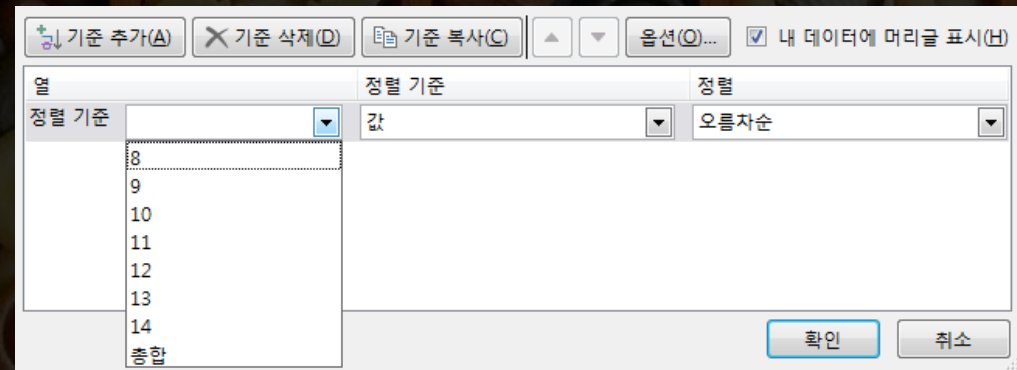 기준 추가(A) 기준 삭제(D) 기준 복사(C) 옵션(O)... 내 데이터에 머리글 표시(H)
열 정렬 기준 정렬
정렬 기준 값 오름차순
8
9
10
11
12
13
14
총합
확인 취소